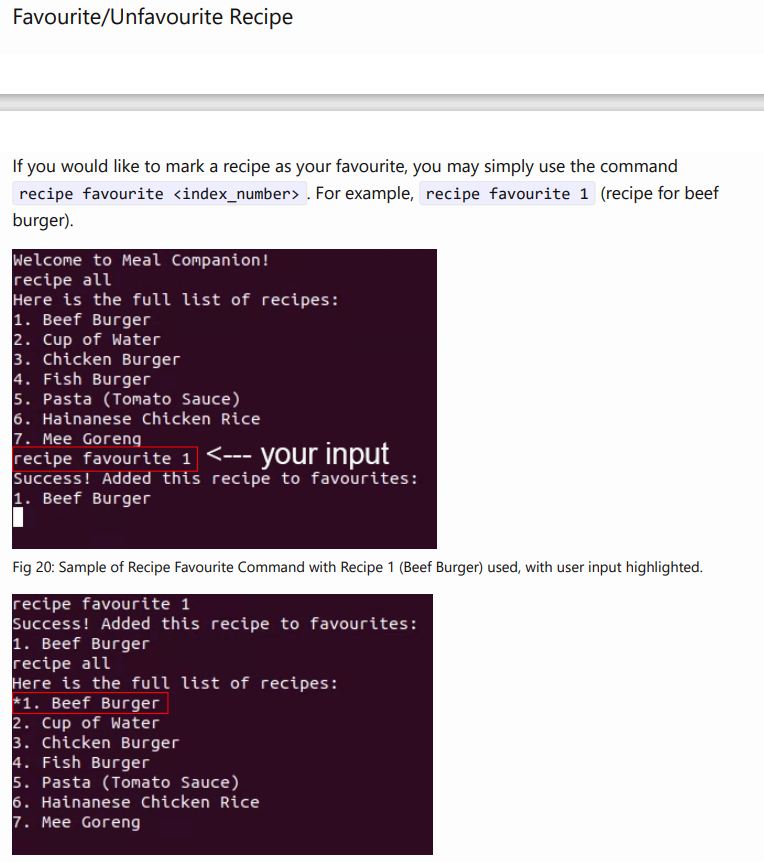 Favourite/Unfavourite Recipe
If you would like to mark a recipe as your favourite, you may simply use the command
recipe favourite <index_number> . For example, recipe favourite 1 (recipe for beef
burger).
Welcome to Meal Companion!
recipe all
Here is the full list of recipes:
1. Beef Burger
2. Cup of Water
3. Chicken Burger
4. Fish Burger
5. Pasta (Tomato Sauce)
6. Hainanese Chicken Rice
7. Mee Goreng
recipe favourite 1 <--- your input
Success! Added this recipe to favourites:
1. Beef Burger
Fig 20: Sample of Recipe Favourite Command with Recipe 1 (Beef Burger) used, with user input highlighted.
recipe favourite 1
Success! Added this recipe to favourites:
1. Beef Burger
recipe all
Here is the full list of recipes:
*1. Beef Burger
2. Cup of Water
3. Chicken Burger
4. Fish Burger
5. Pasta (Tomato Sauce)
6. Hainanese Chicken Rice
7. Mee Goreng